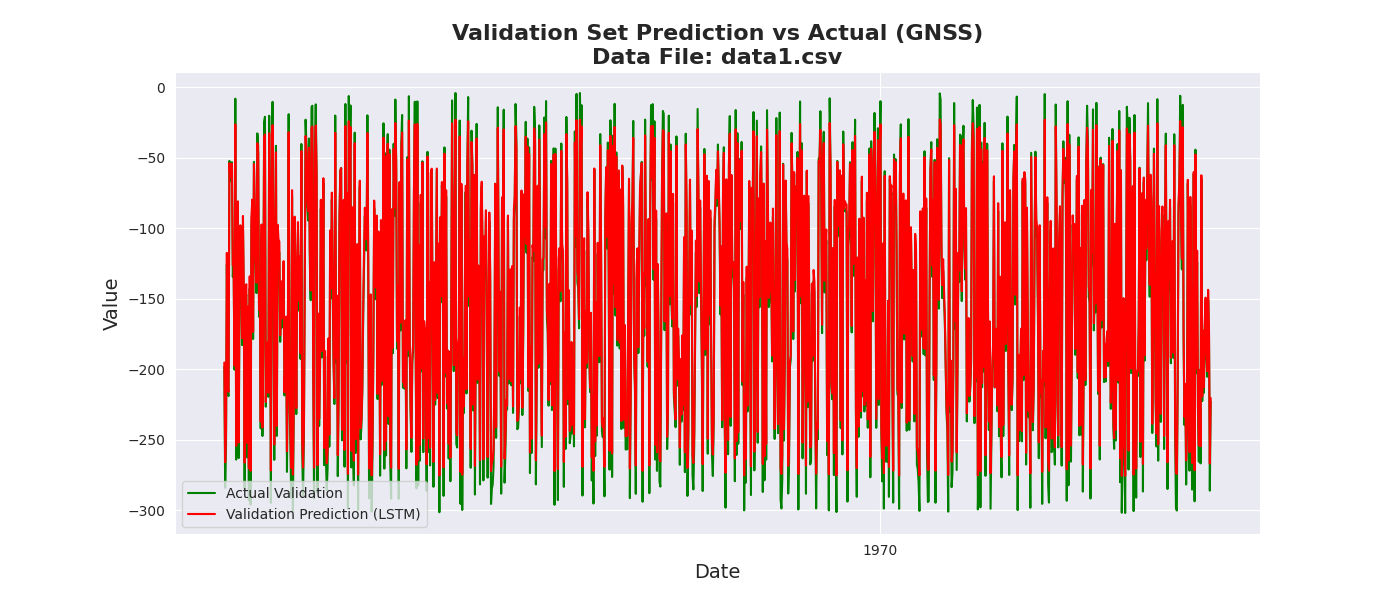 Validation Set Prediction vs Actual (GNSS)
Data File: data1.csv
0
−50
−100
−150
−200
−250
−300
Value
Actual Validation
Validation Prediction (LSTM)
1970
Date